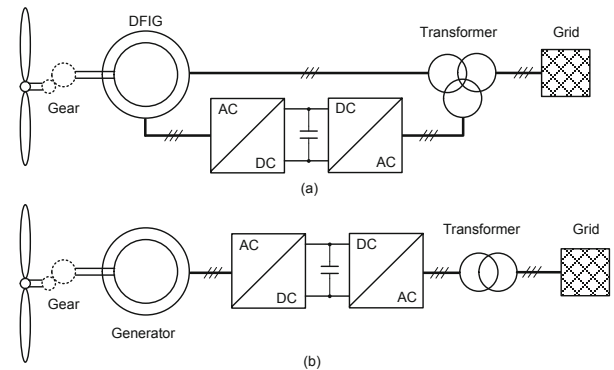 DFIG
Transformer
Grid
Gear
AC
DC
DC
AC
(a)
Transformer
Grid
Gear
AC
DC
DC
AC
Generator
(b)